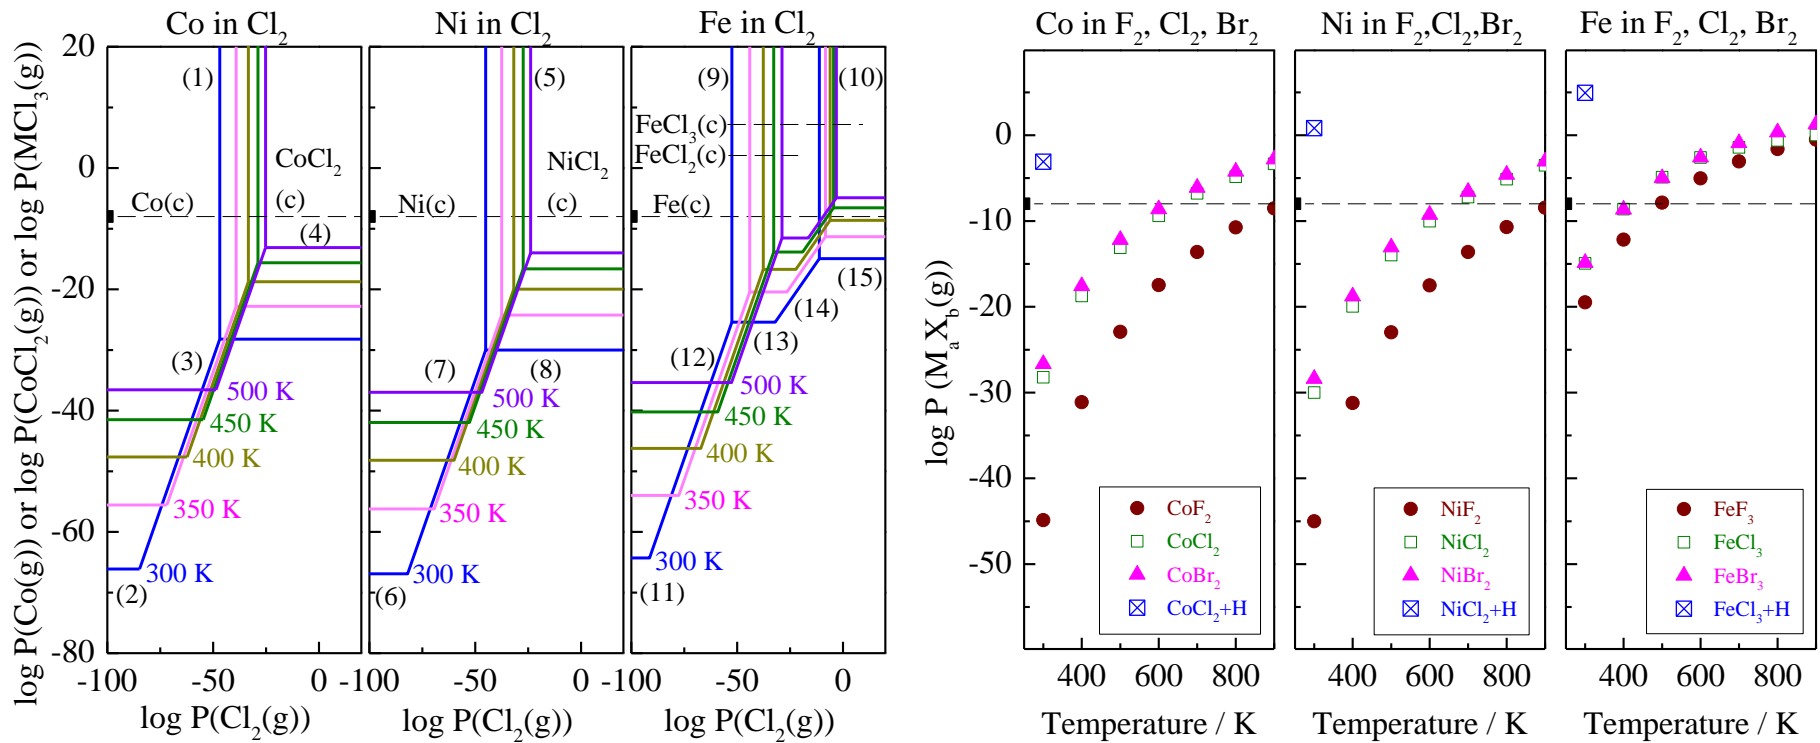 Co in Cl₂
Ni in Cl₂
Fe in Cl₂
log P(Co(g)) or log P(CoCl₂(g)) or log P(MCl₃(g))
20
0
-20
-40
-60
-80
(1)
CoCl₂
(c)
Co(c)
(4)
(3)
500 K
450 K
400 K
350 K
300 K
(2)
(5)
NiCl₂
(c)
Ni(c)
(7)
(8)
500 K
450 K
400 K
350 K
300 K
(6)
(9)
(10)
FeCl₃(c)
FeCl₂(c)
Fe(c)
(15)
(14)
(13)
(12)
500 K
450 K
400 K
350 K
300 K
(11)
-100 -50 0
-100 -50 0
-100 -50 0
log P(Cl₂(g))
log P(Cl₂(g))
log P(Cl₂(g))
Co in F₂, Cl₂, Br₂
Ni in F₂,Cl₂,Br₂
Fe in F₂, Cl₂, Br₂
log P (MₐX_b(g))
0
-10
-20
-30
-40
-50
CoF₂
CoCl₂
CoBr₂
CoCl₂+H
NiF₂
NiCl₂
NiBr₂
NiCl₂+H
FeF₃
FeCl₃
FeBr₃
FeCl₃+H
400 600 800
400 600 800
400 600 800
Temperature / K
Temperature / K
Temperature / K